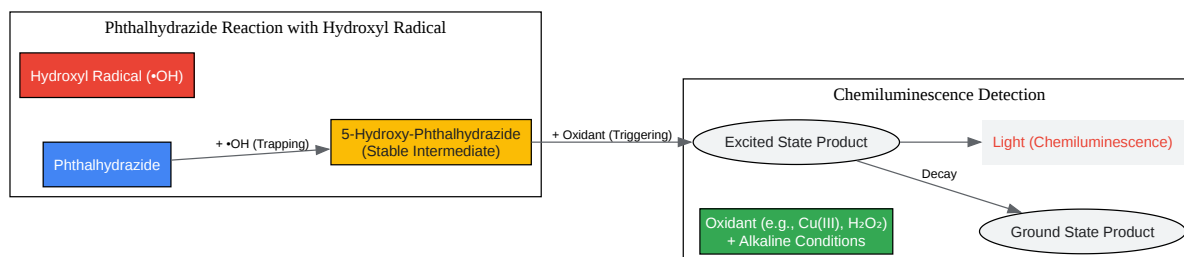 Phthalhydrazide Reaction with Hydroxyl Radical
Hydroxyl Radical (•OH)
Phthalhydrazide
+ •OH (Trapping)
5-Hydroxy-Phthalhydrazide
(Stable Intermediate)
+ Oxidant (Triggering)
Chemiluminescence Detection
Excited State Product
Light (Chemiluminescence)
Decay
Oxidant (e.g., Cu(III), H₂O₂)
+ Alkaline Conditions
Ground State Product